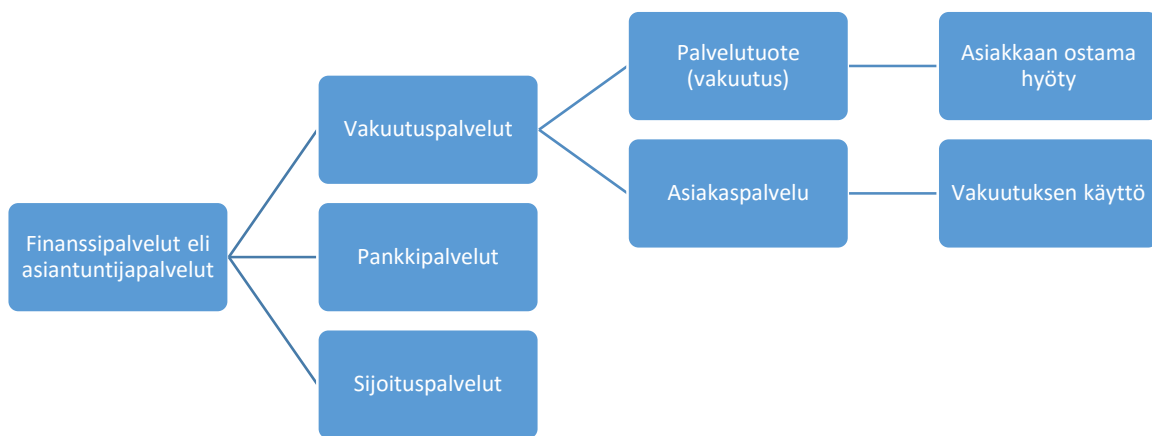 Finanssipalvelut eli
asiantuntijapalvelut
Vakuutuspalvelut
Palvelutuote
(vakuutus)
Asiakkaan ostama
hyöty
Asiakaspalvelu
Vakuutuksen käyttö
Pankkipalvelut
Sijoituspalvelut